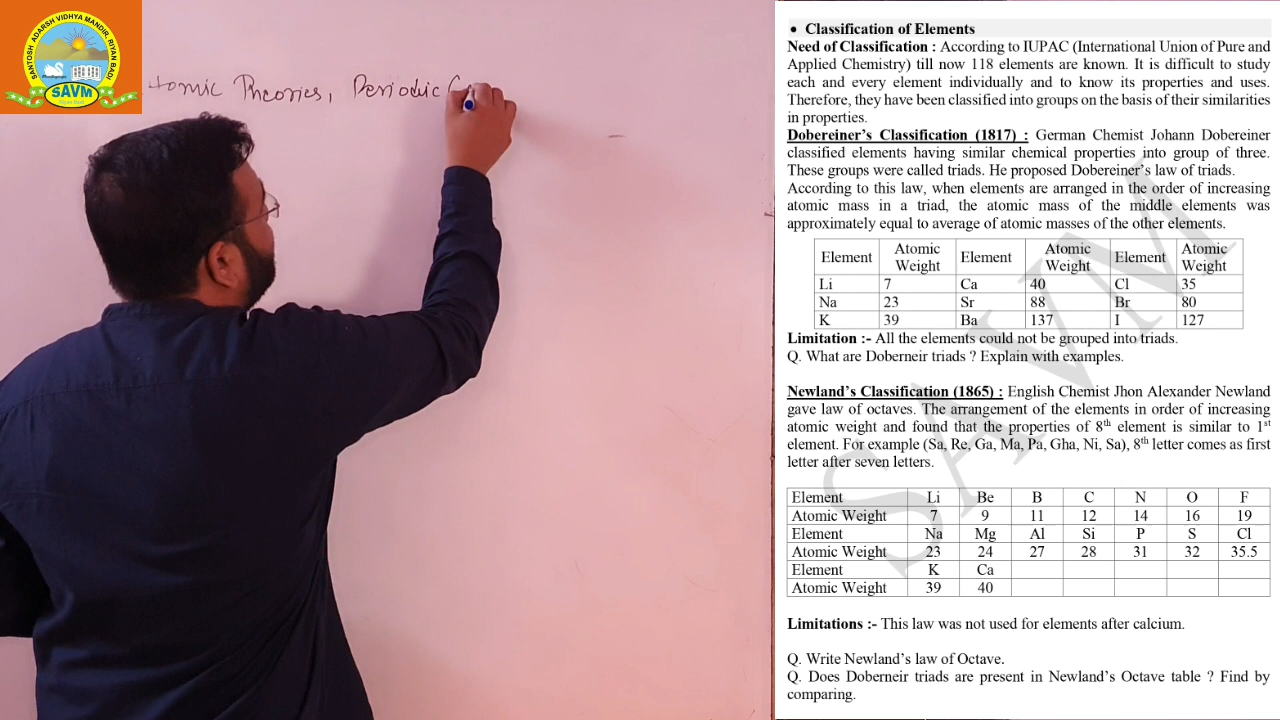 SANTOSH ADARSH VIDHYA MANDIR, RIYAN BADI
SAVM
Theories, Periodic
• Classification of Elements
Need of Classification : According to IUPAC (International Union of Pure and
Applied Chemistry) till now 118 elements are known. It is difficult to study
each and every element individually and to know its properties and uses.
Therefore, they have been classified into groups on the basis of their similarities
in properties.
Dobereiner's Classification (1817) : German Chemist Johann Dobereiner
classified elements having similar chemical properties into group of three.
These groups were called triads. He proposed Dobereiner's law of triads.
According to this law, when elements are arranged in the order of increasing
atomic mass in a triad, the atomic mass of the middle elements was
approximately equal to average of atomic masses of the other elements.
Element Atomic Weight Element Atomic Weight Element Atomic Weight
Li 7 Ca 40 Cl 35
Na 23 Sr 88 Br 80
K 39 Ba 137 I 127
Limitation :- All the elements could not be grouped into triads.
Q. What are Doberneir triads ? Explain with examples.
Newland's Classification (1865) : English Chemist Jhon Alexander Newland
gave law of octaves. The arrangement of the elements in order of increasing
atomic weight and found that the properties of 8th element is similar to 1st
element. For example (Sa, Re, Ga, Ma, Pa, Gha, Ni, Sa), 8th letter comes as first
letter after seven letters.
Element Li Be B C N O F
Atomic Weight 7 9 11 12 14 16 19
Element Na Mg Al Si P S Cl
Atomic Weight 23 24 27 28 31 32 35.5
Element K Ca
Atomic Weight 39 40
Limitations :- This law was not used for elements after calcium.
Q. Write Newland's law of Octave.
Q. Does Doberneir triads are present in Newland's Octave table ? Find by
comparing.
SAVM